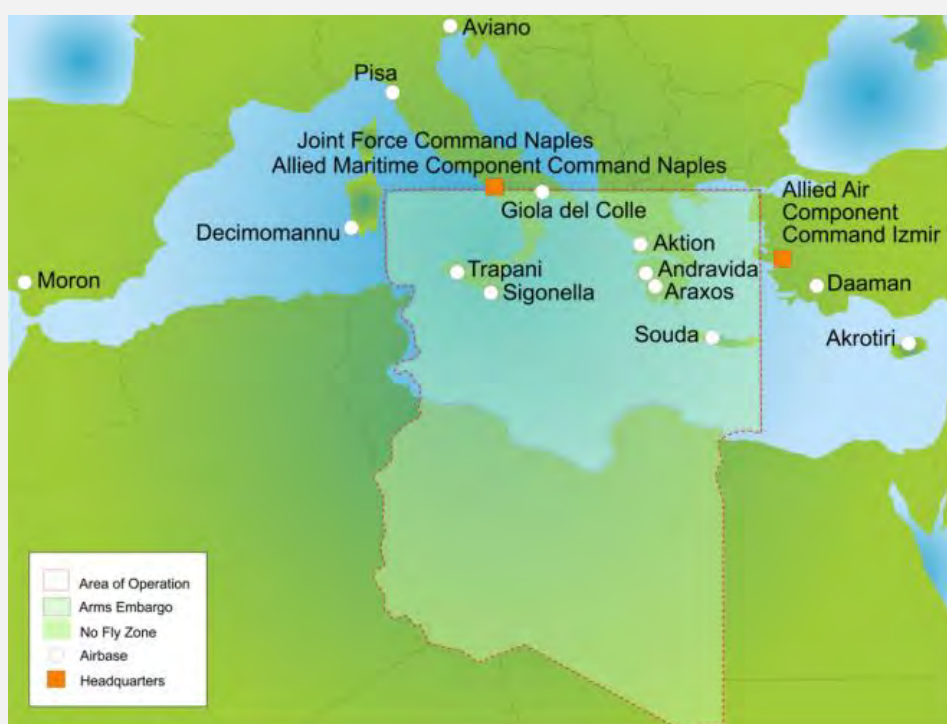 Aviano
Pisa
Joint Force Command Naples
Allied Maritime Component Command Naples
Allied Air
Component
Command Izmir
Giola del Colle
Decimomannu
Aktion
Trapani
Andravida
Moron
Sigonella
Araxos
Daaman
Souda
Akrotiri
Area of Operation
Arms Embargo
No Fly Zone
Airbase
Headquarters